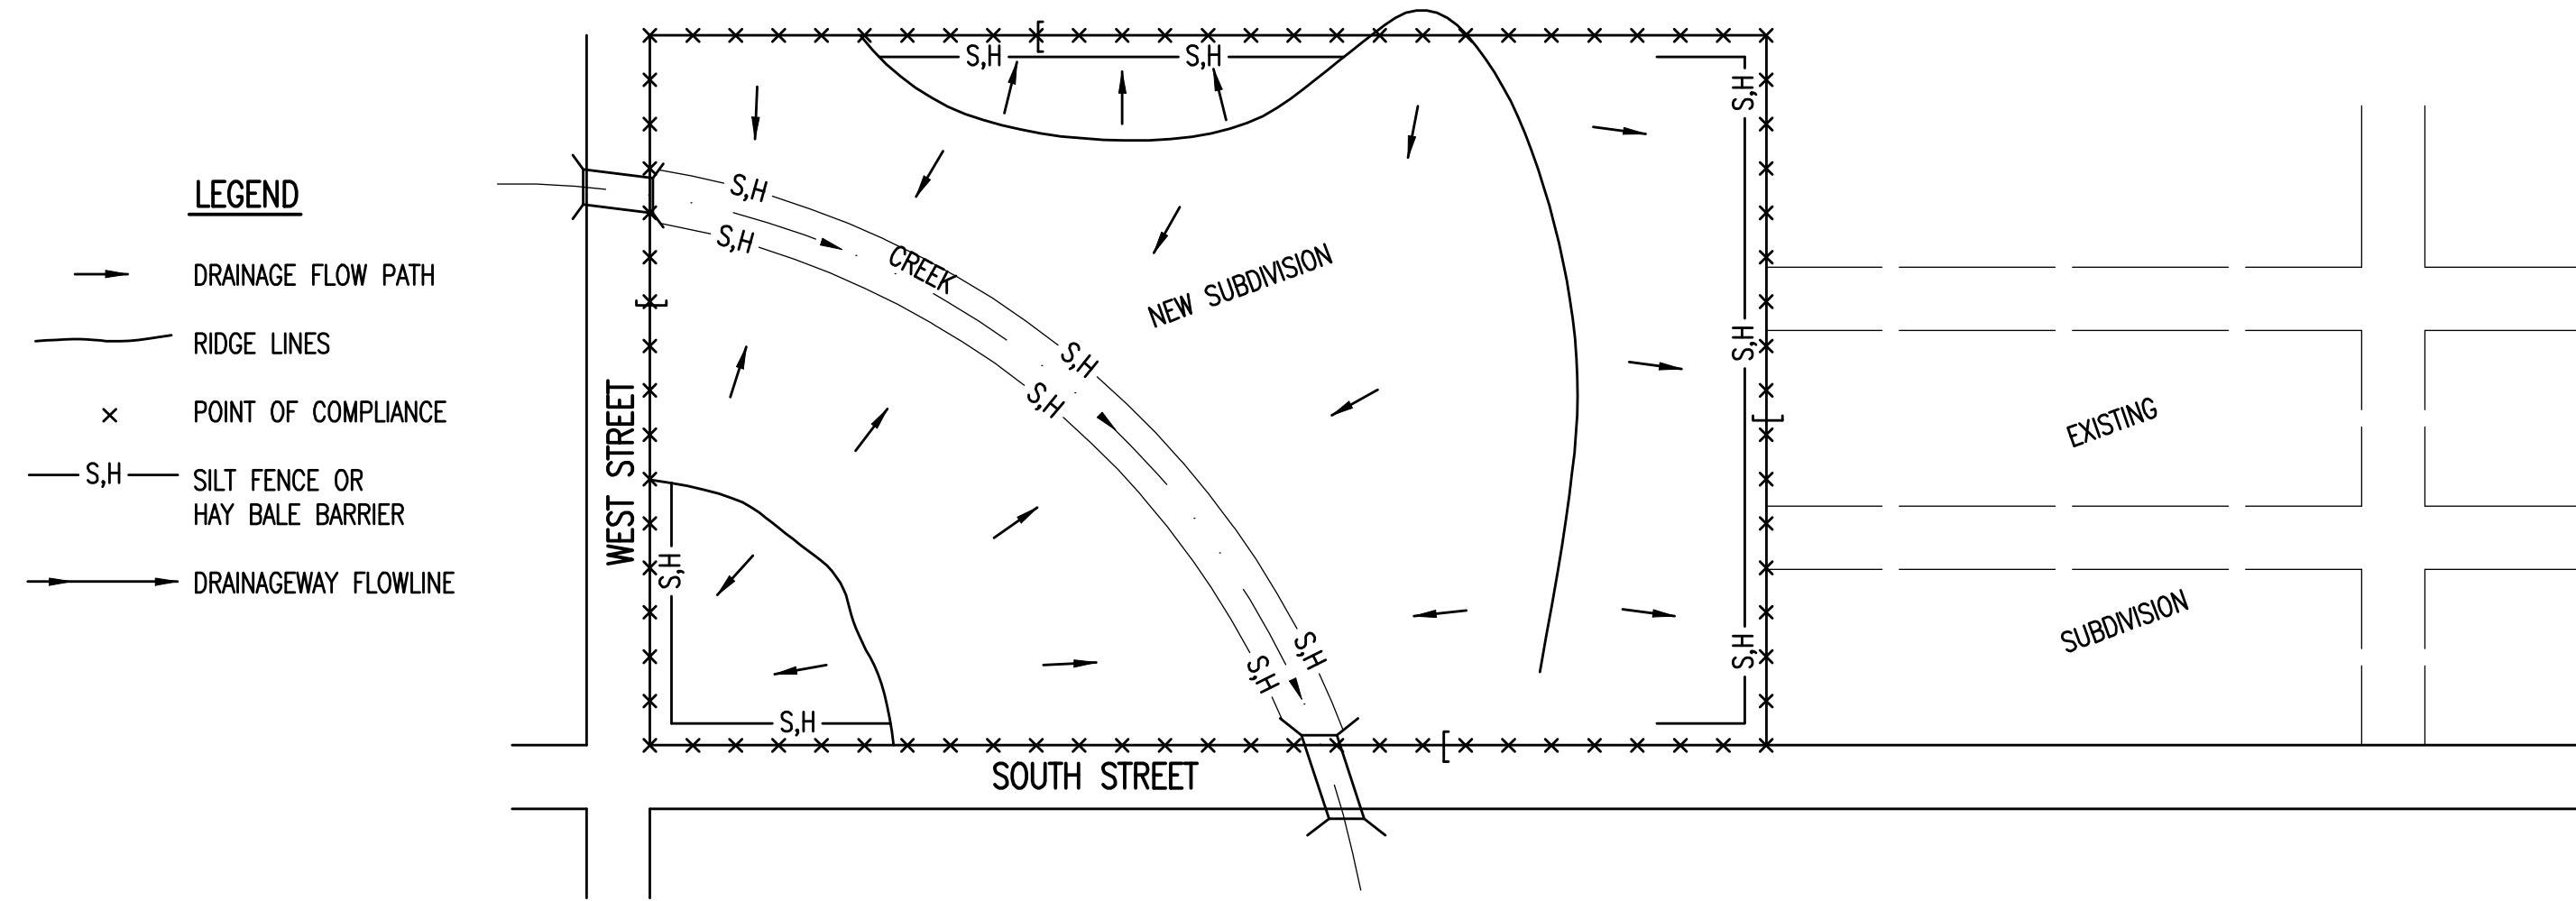 LEGEND
DRAINAGE FLOW PATH
RIDGE LINES
POINT OF COMPLIANCE
S,H
SILT FENCE OR
HAY BALE BARRIER
DRAINAGEWAY FLOWLINE
S,H
S,H
S,H
S,H
S,H
CREEK
NEW SUBDIVISION
S,H
S,H
S,H
WEST STREET
EXISTING
S,H
S,H
S,H
S,H
SUBDIVISION
S,H
S,H
SOUTH STREET